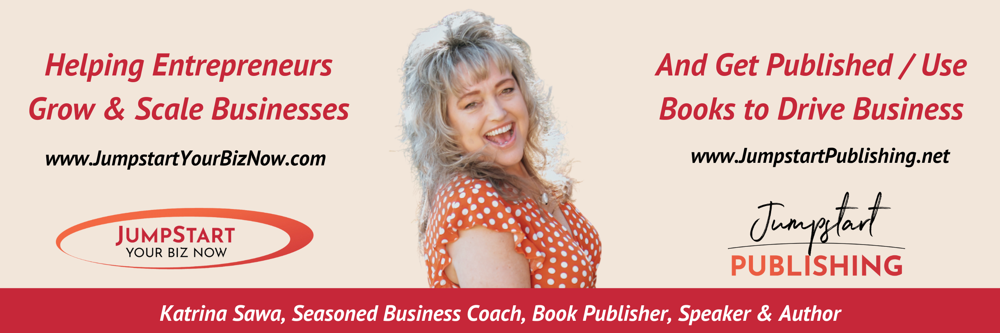 Helping Entrepreneurs
Grow & Scale Businesses
www.JumpstartYourBizNow.com
JUMPSTART
YOUR BIZ NOW
And Get Published / Use
Books to Drive Business
www.JumpstartPublishing.net
Jumpstart
PUBLISHING
Katrina Sawa, Seasoned Business Coach, Book Publisher, Speaker & Author